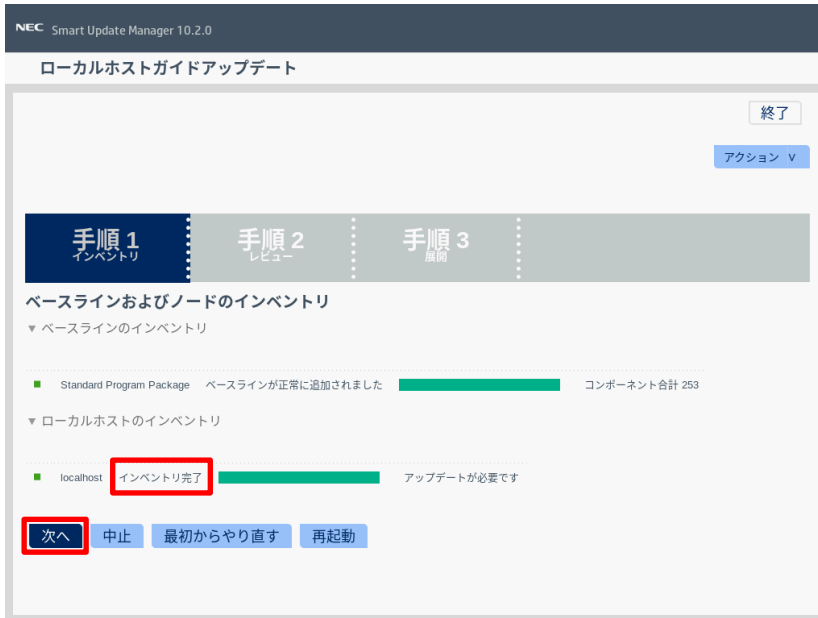 NEC Smart Update Manager 10.2.0
ローカルホストガイドアップデート
終了
アクション ∨
手順 1
インベントリ
手順 2
レビュー
手順 3
展開
ベースラインおよびノードのインベントリ
▼ ベースラインのインベントリ
Standard Program Package ベースラインが正常に追加されました コンポーネント合計 253
▼ ローカルホストのインベントリ
localhost インベントリ完了 アップデートが必要です
次へ 中止 最初からやり直す 再起動